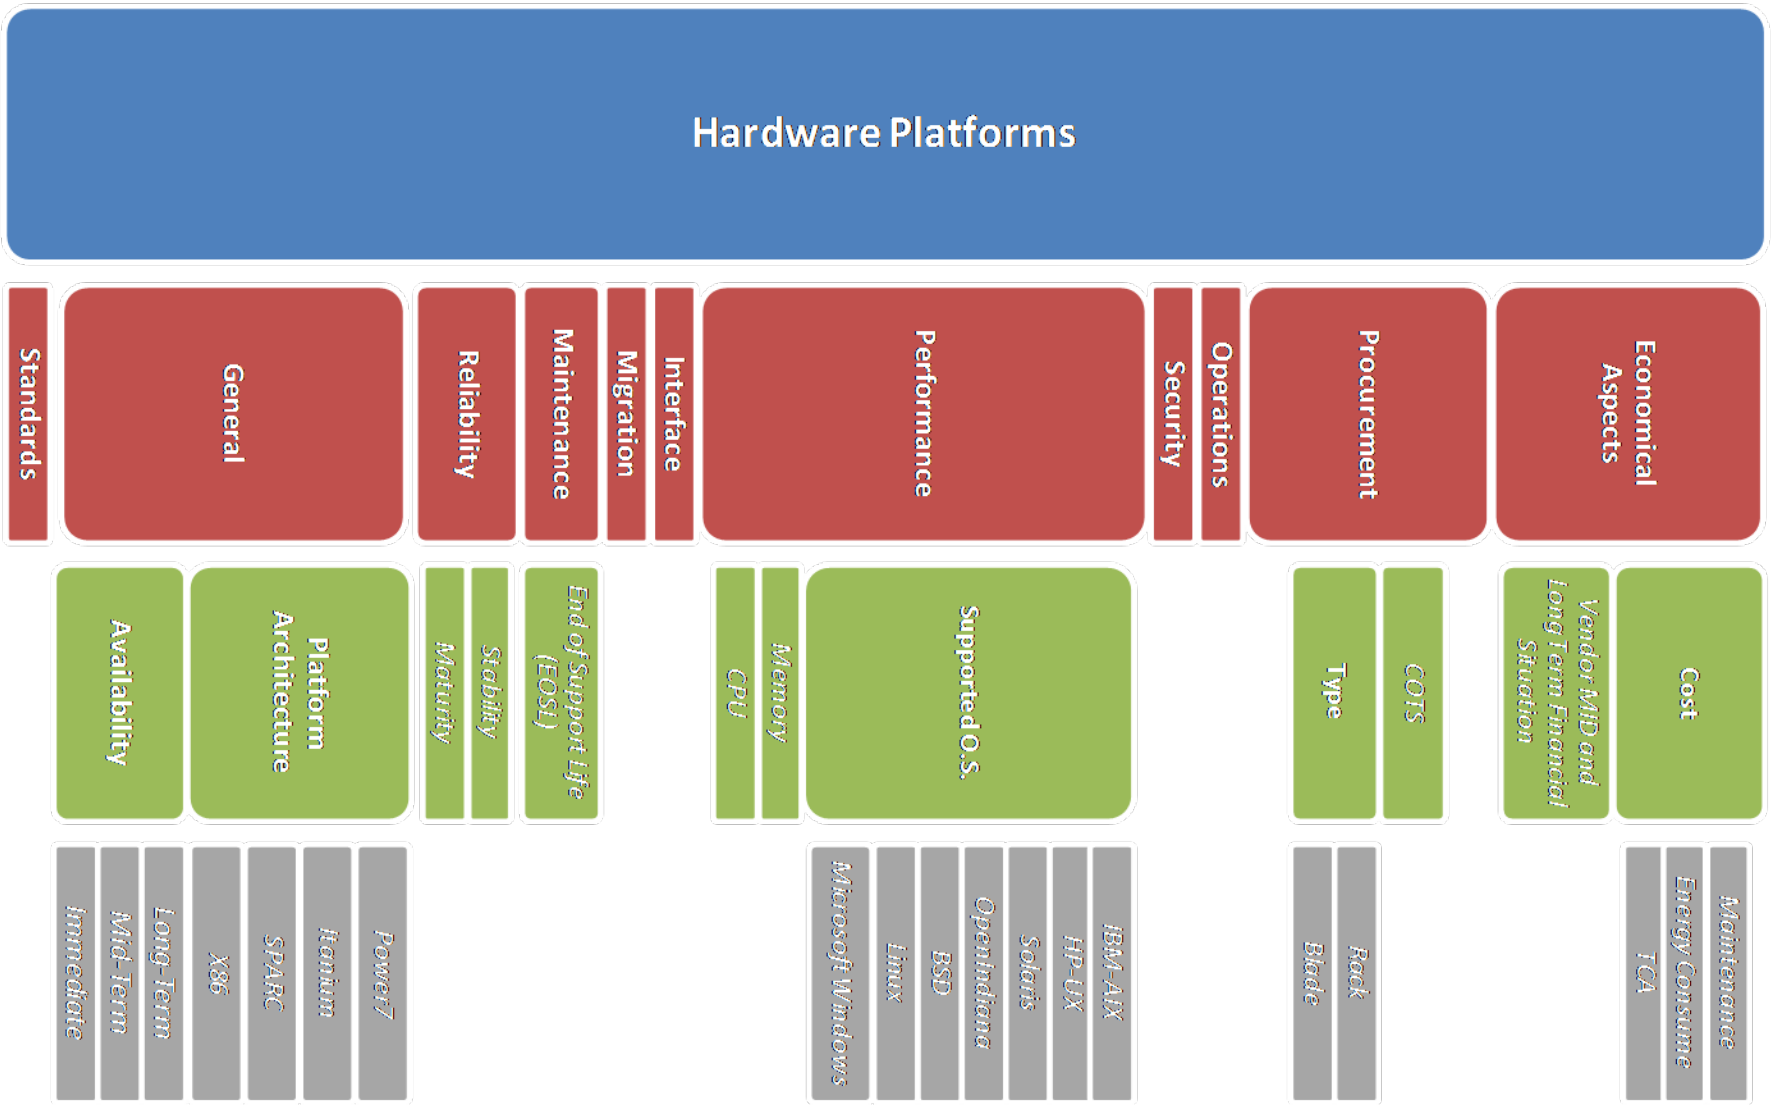 Hardware Platforms
Standards
General
Reliability
Maintenance
Migration
Interface
Performance
Security
Operations
Procurement
Economical
Aspects
Availability
Platform
Architecture
Maturity
Stability
End of Support Life
(EOSL)
CPU
Memory
Supported O.S.
Type
COTS
Vendor MID and
Long Term Financial
Situation
Cost
Immediate
Mid-Term
Long-Term
X86
SPARC
Itanium
Power7
Microsoft Windows
Linux
BSD
OpenIndiana
Solaris
HP-UX
IBM-AIX
Blade
Rack
TCA
Energy Consume
Maintenance